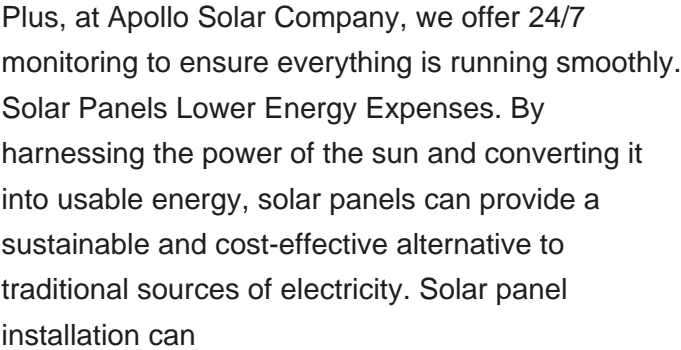 Plus, at Apollo Solar Company, we offer 24/7
monitoring to ensure everything is running smoothly.
Solar Panels Lower Energy Expenses. By
harnessing the power of the sun and converting it
into usable energy, solar panels can provide a
sustainable and cost-effective alternative to
traditional sources of electricity. Solar panel
installation can